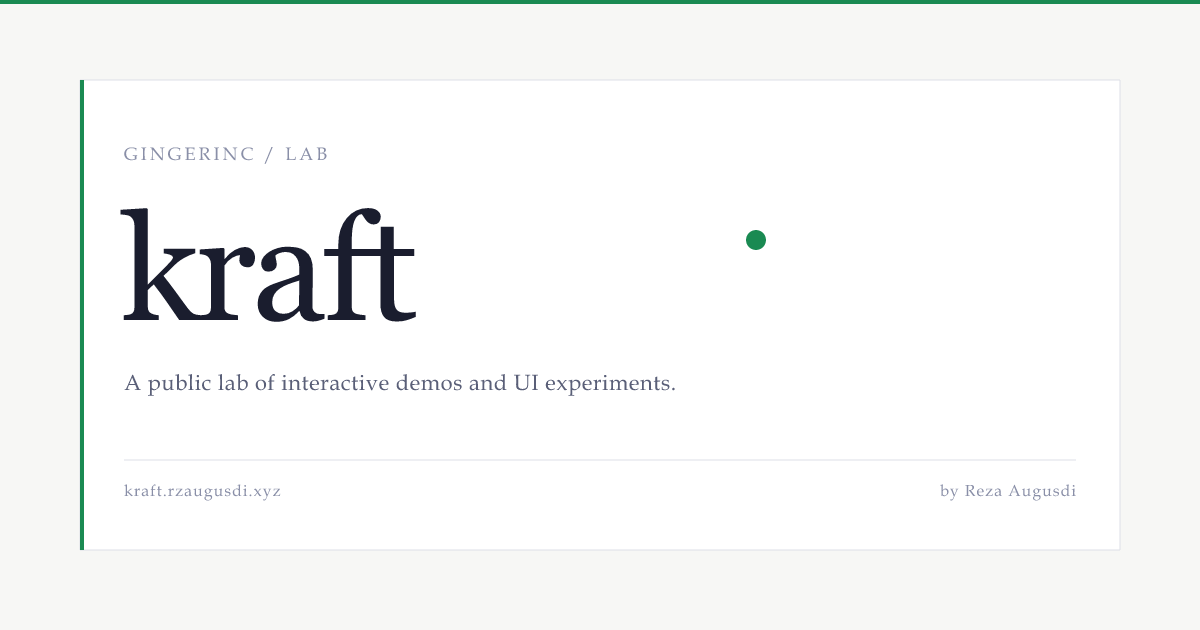 GINGERINC / LAB
kraft
A public lab of interactive demos and UI experiments.
kraft.rzaugusdi.xyz
by Reza Augusdi